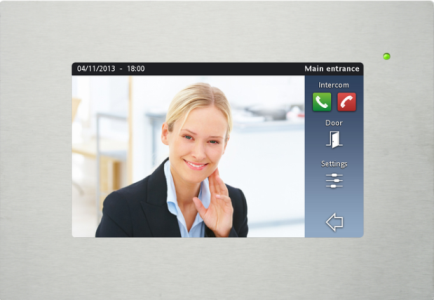 04/11/2013 - 18:00
Main entrance
Intercom
Door
Settings